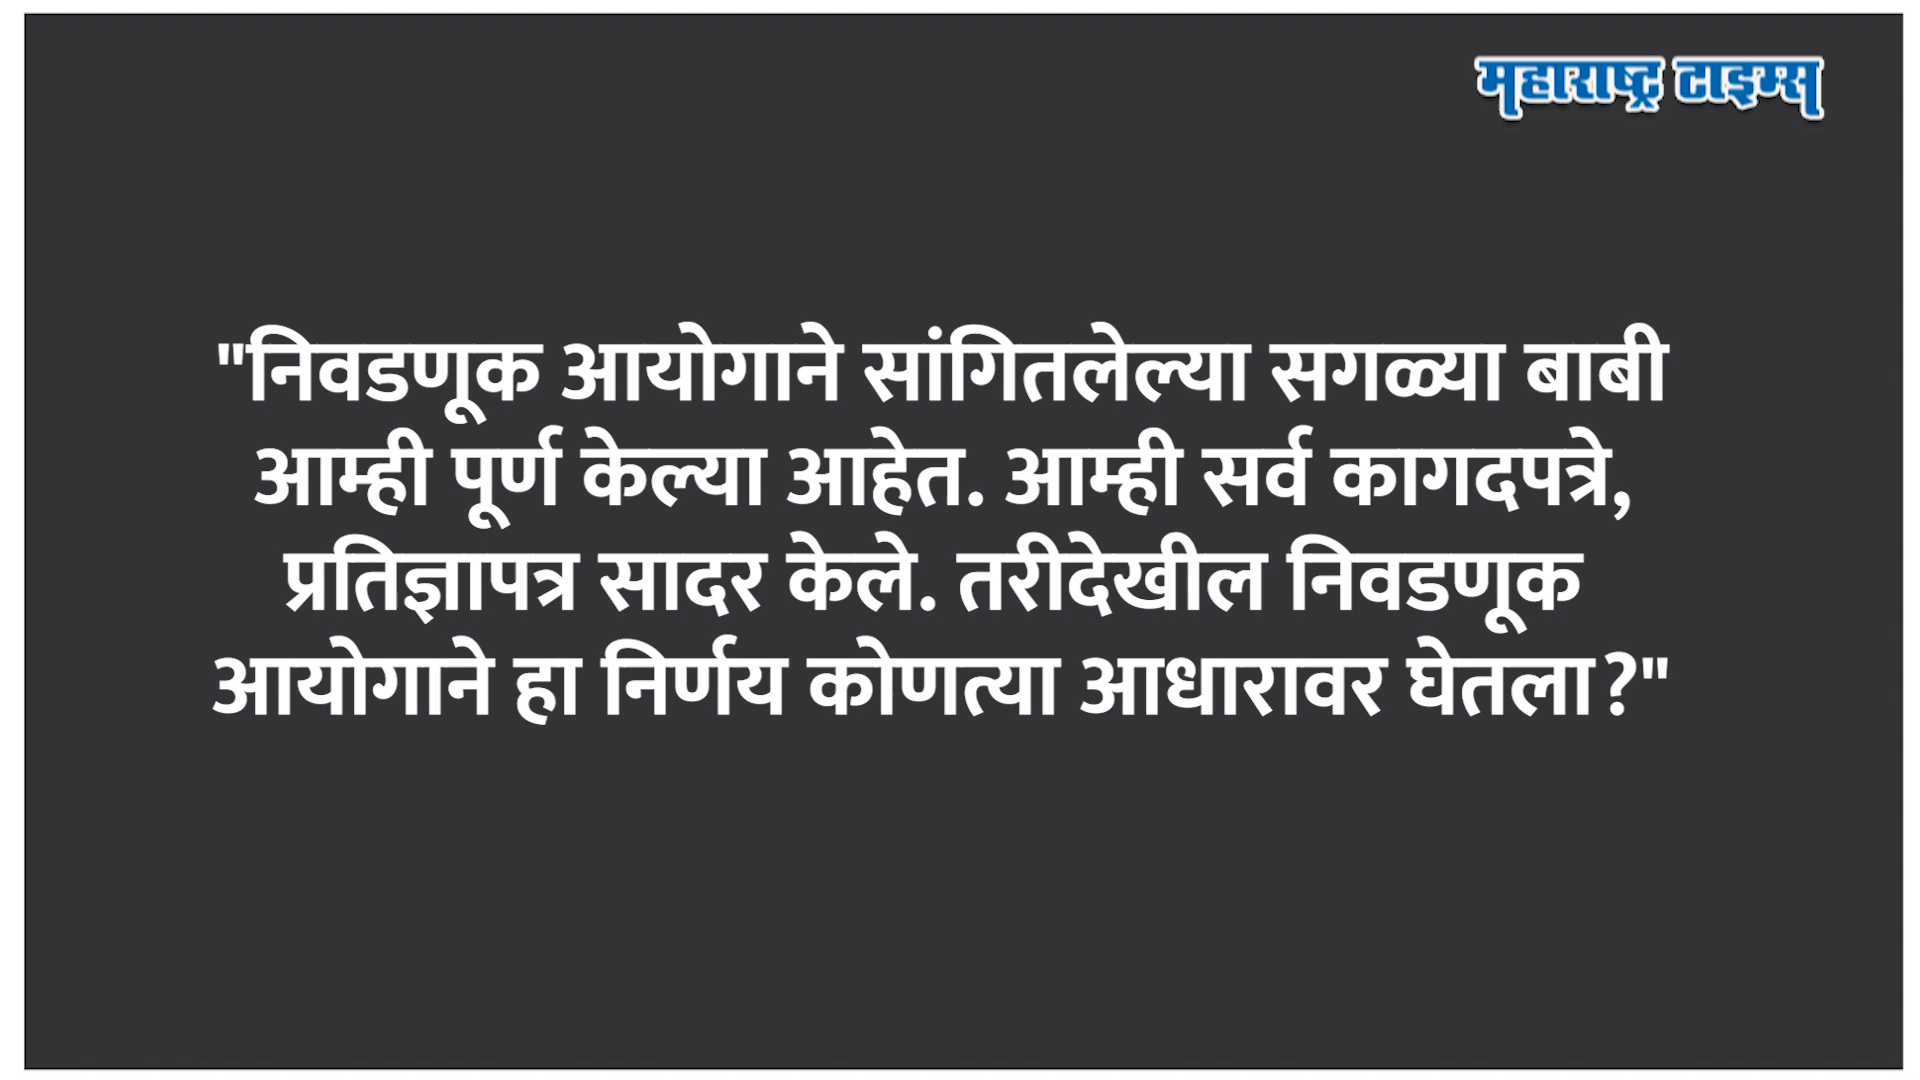 महाराष्ट्र टाइम्स्
"निवडणूक आयोगाने सांगितलेल्या सगळ्या बाबी
आम्ही पूर्ण केल्या आहेत. आम्ही सर्व कागदपत्रे,
प्रतिज्ञापत्र सादर केले. तरीदेखील निवडणूक
आयोगाने हा निर्णय कोणत्या आधारावर घेतला?"